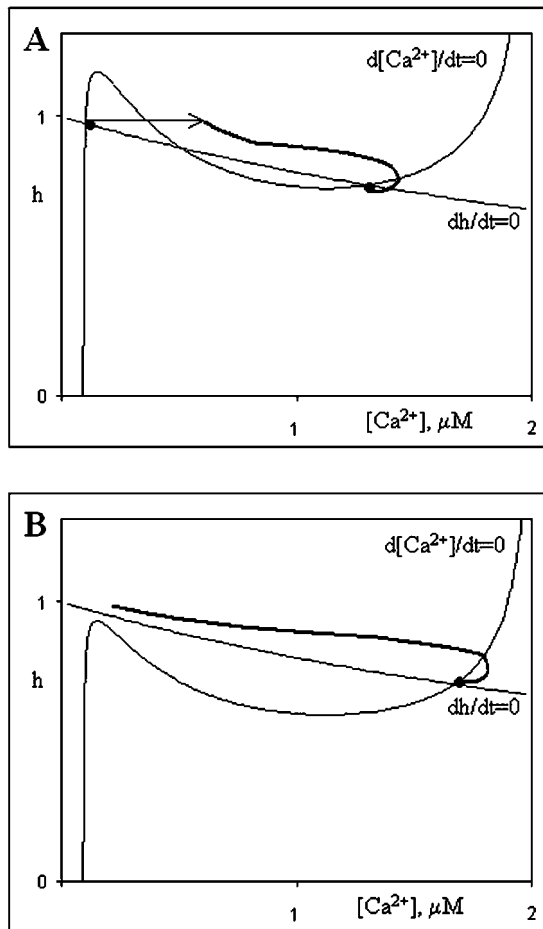 A
d[Ca²⁺]/dt=0
1
h
dh/dt=0
0
1
[Ca²⁺], μM
2
B
d[Ca²⁺]/dt=0
1
h
dh/dt=0
0
1
[Ca²⁺], μM
2